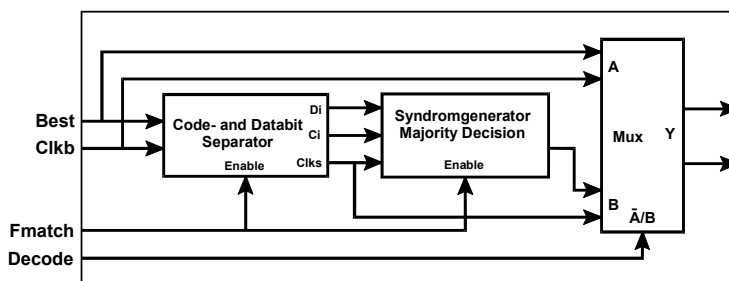 Best
Clkb
Fmatch
Decode
Code- and Databit
Separator
Enable
Di
Ci
Clks
Syndromgenerator
Majority Decision
Enable
A
Mux
Y
B
Ā/B